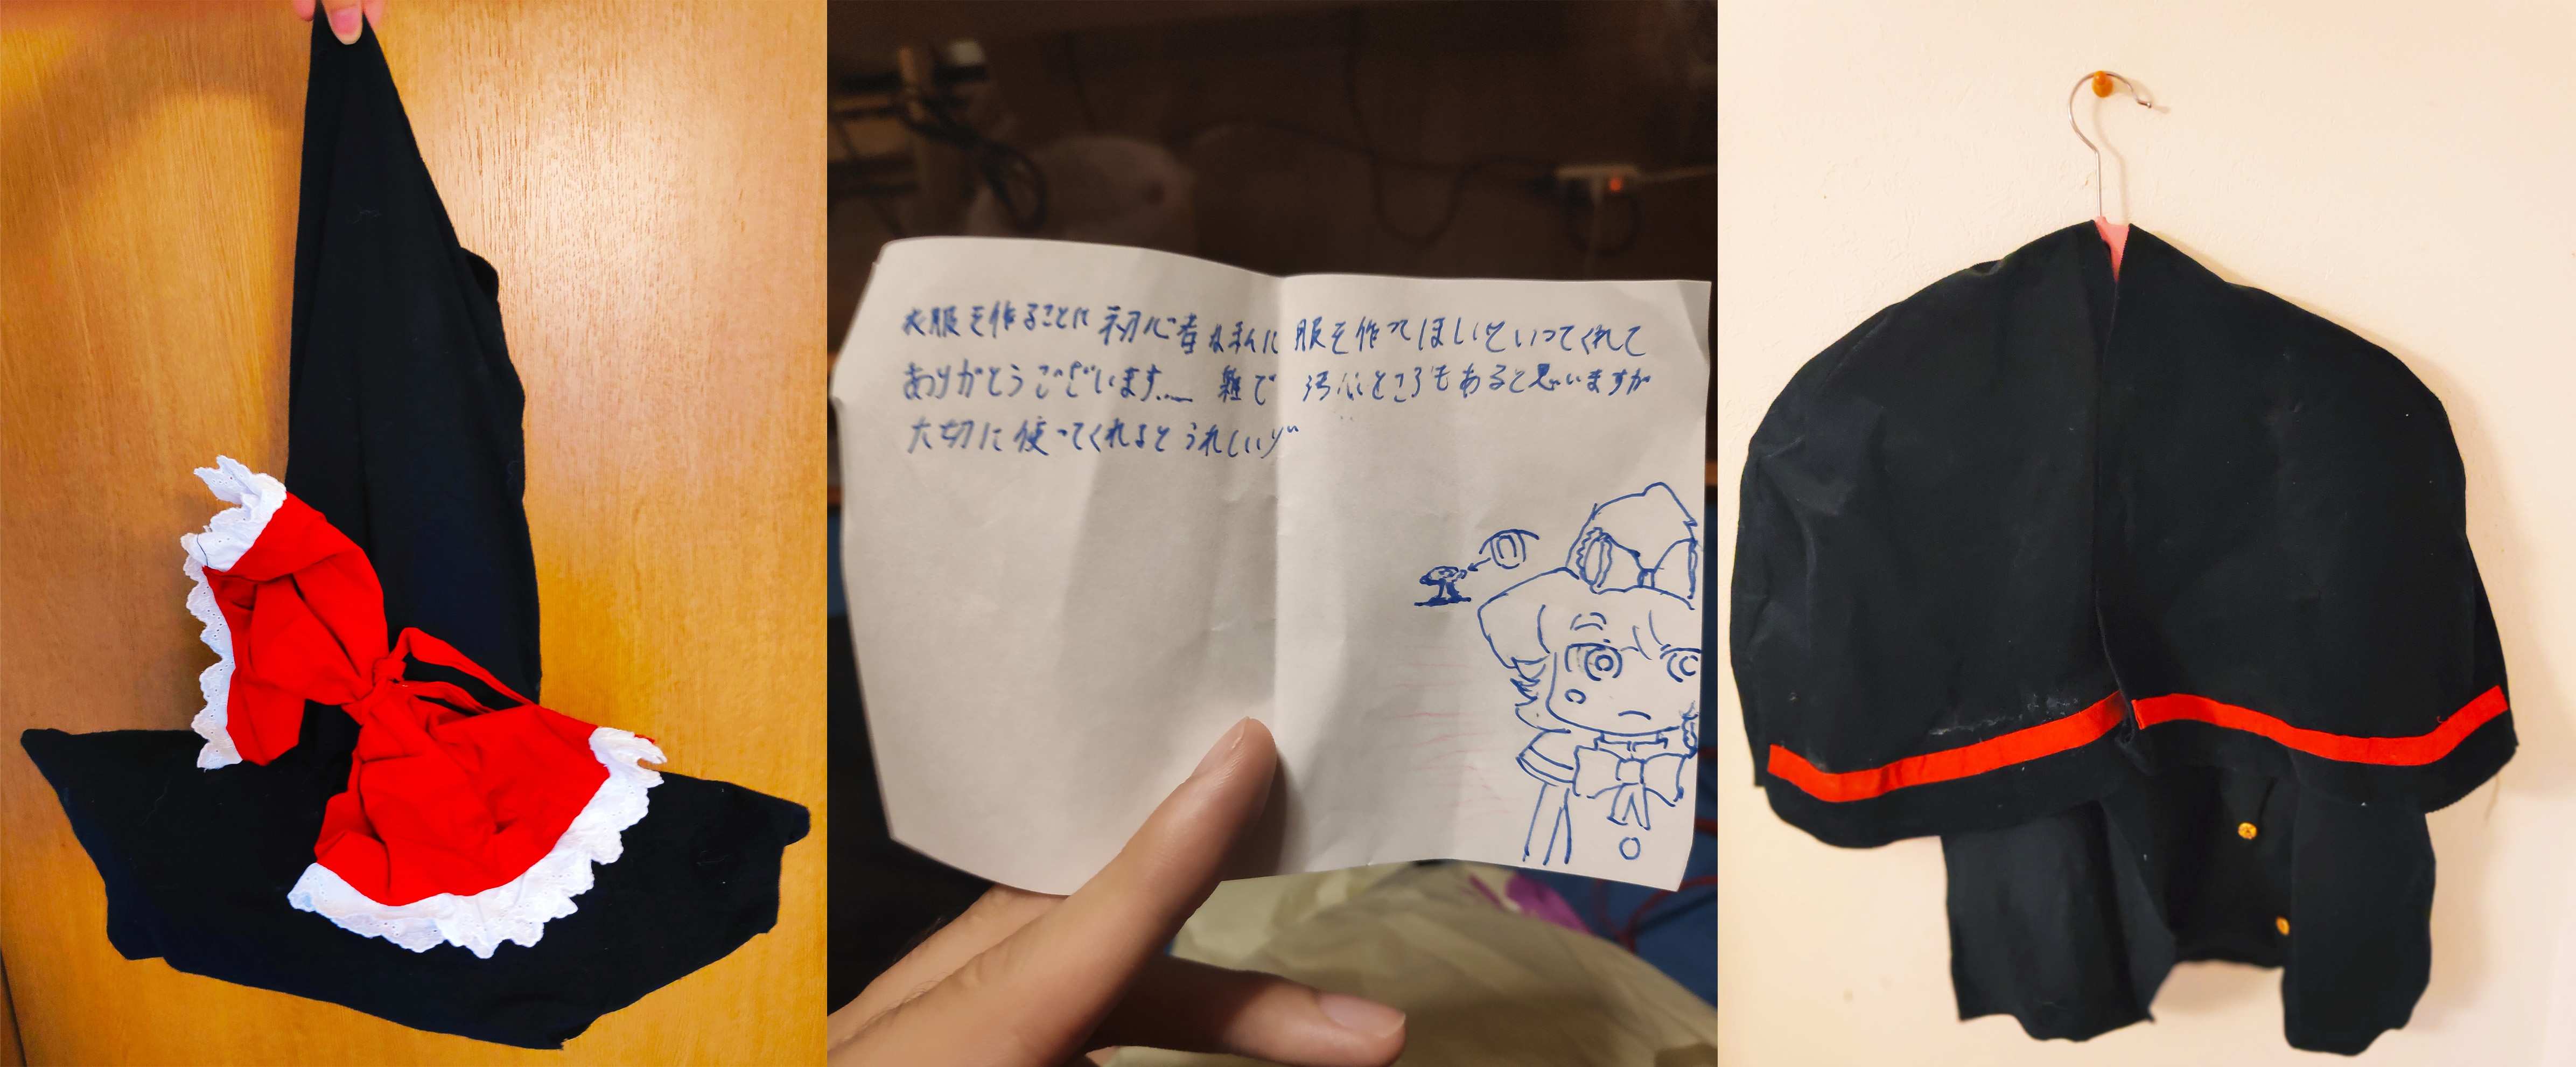 衣服を作ることに初心者なまんに服を作ってほしいといってくれて
ありがとうございます... 雑で 汚いところもあると思いますが
大切に使ってくれるとうれしいゾ